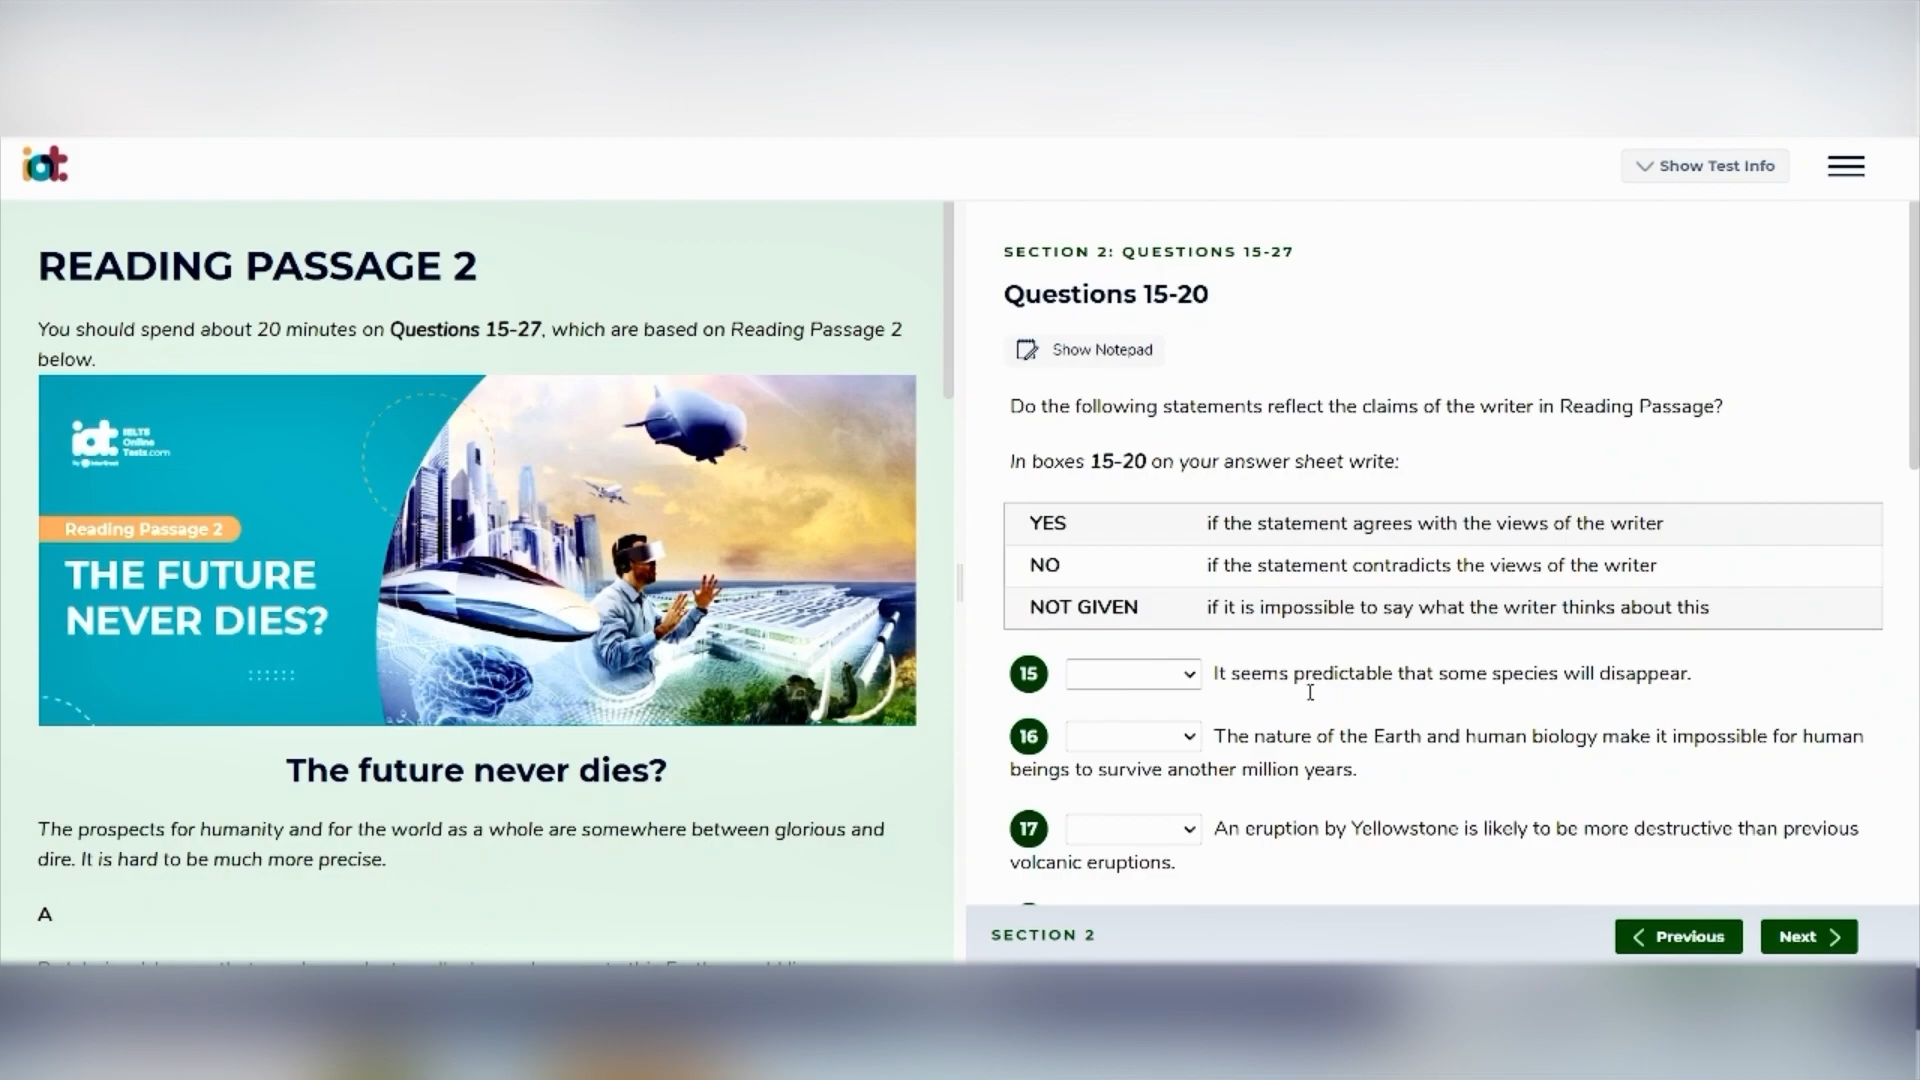 iot
Show Test Info
READING PASSAGE 2
You should spend about 20 minutes on Questions 15-27, which are based on Reading Passage 2
below.
iot
IELTS
Online
Tests.com
Reading Passage 2
THE FUTURE
NEVER DIES?
The future never dies?
The prospects for humanity and for the world as a whole are somewhere between glorious and
dire. It is hard to be much more precise.
A
SECTION 2: QUESTIONS 15-27
Questions 15-20
Show Notepad
Do the following statements reflect the claims of the writer in Reading Passage?
In boxes 15-20 on your answer sheet write:
YES if the statement agrees with the views of the writer
NO if the statement contradicts the views of the writer
NOT GIVEN if it is impossible to say what the writer thinks about this
15 It seems predictable that some species will disappear.
16 The nature of the Earth and human biology make it impossible for human
beings to survive another million years.
17 An eruption by Yellowstone is likely to be more destructive than previous
volcanic eruptions.
SECTION 2
Previous
Next